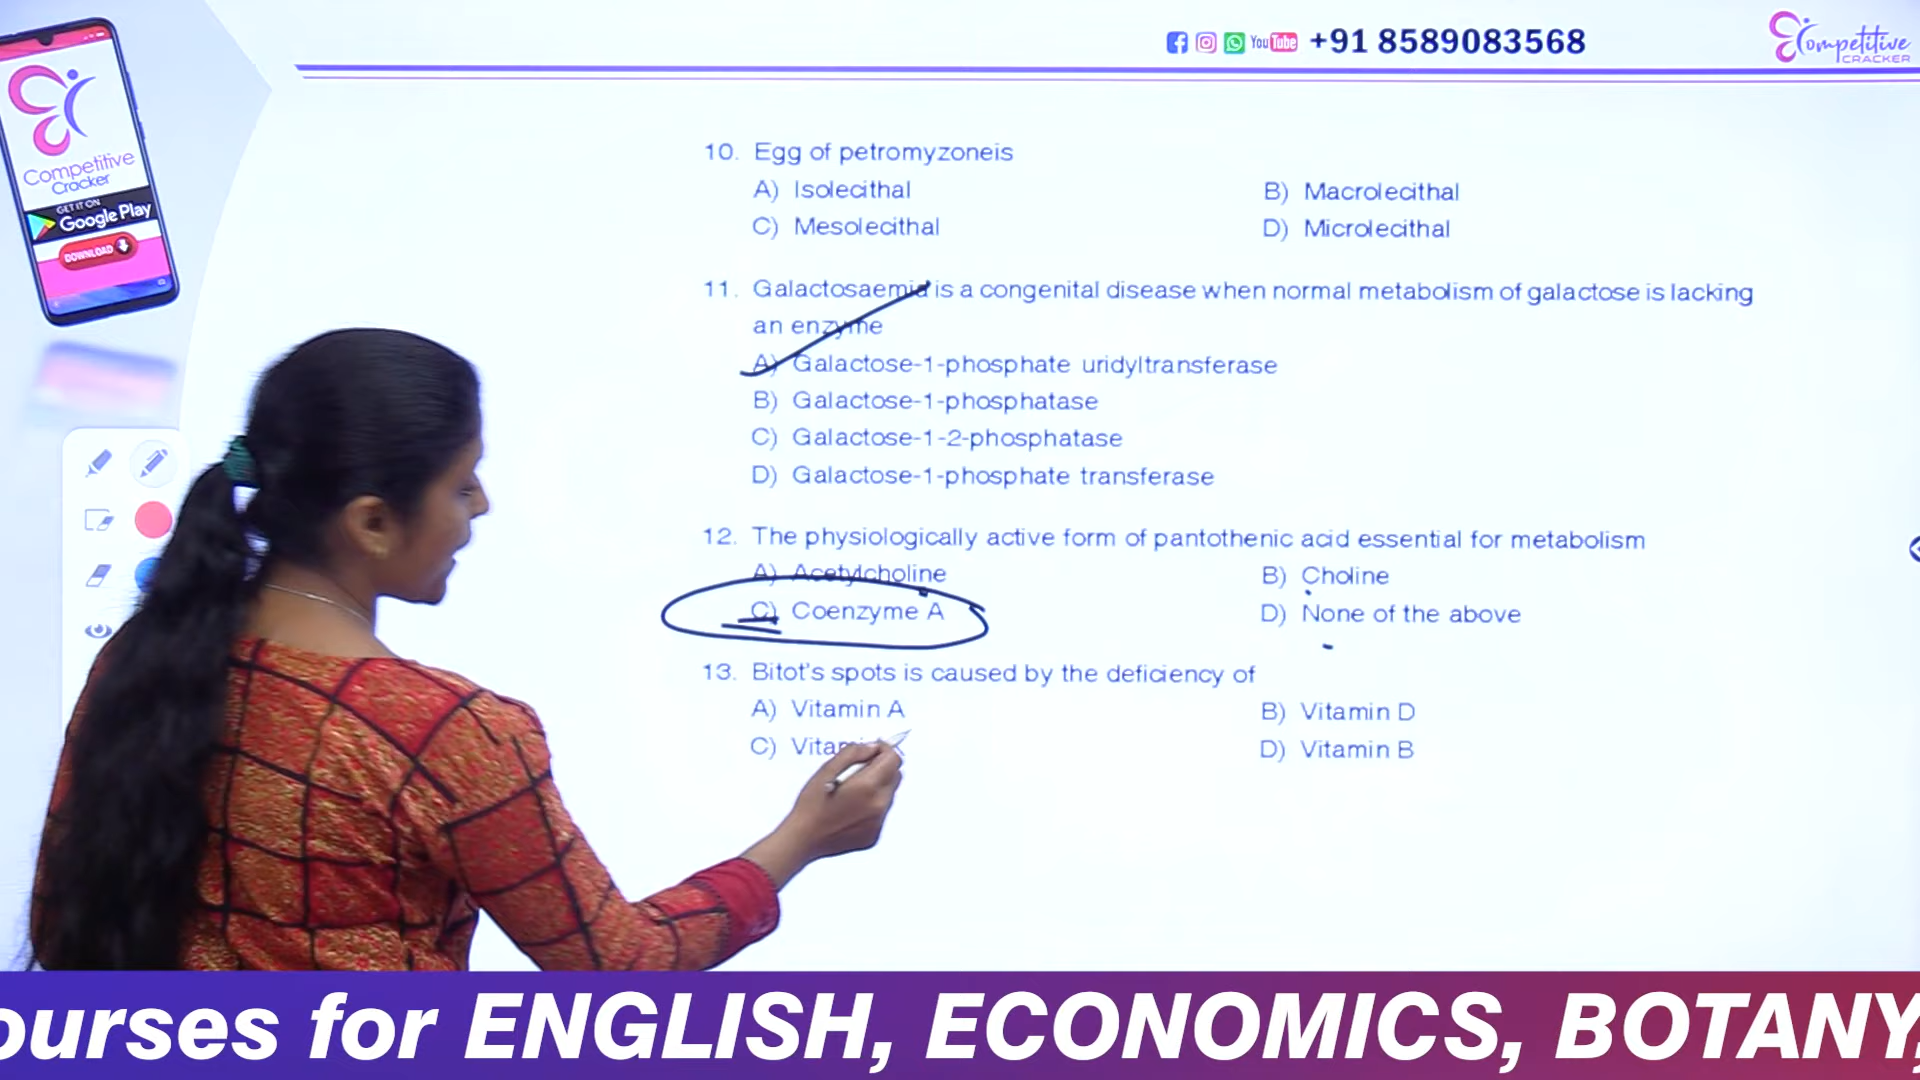 +91 8589083568
YouTube
Competitive
CRACKER
Competitive
Cracker
GET IT ON
Google Play
DOWNLOAD
10. Egg of petromyzoneis
A) Isolecithal
B) Macrolecithal
C) Mesolecithal
D) Microlecithal
11. Galactosaemia is a congenital disease when normal metabolism of galactose is lacking
an enzyme
A) Galactose-1-phosphate uridyltransferase
B) Galactose-1-phosphatase
C) Galactose-1-2-phosphatase
D) Galactose-1-phosphate transferase
12. The physiologically active form of pantothenic acid essential for metabolism
A) Acetylcholine
B) Choline
C) Coenzyme A
D) None of the above
13. Bitot's spots is caused by the deficiency of
A) Vitamin A
B) Vitamin D
C)
D) Vitamin B
ourses for ENGLISH, ECONOMICS, BOTANY,